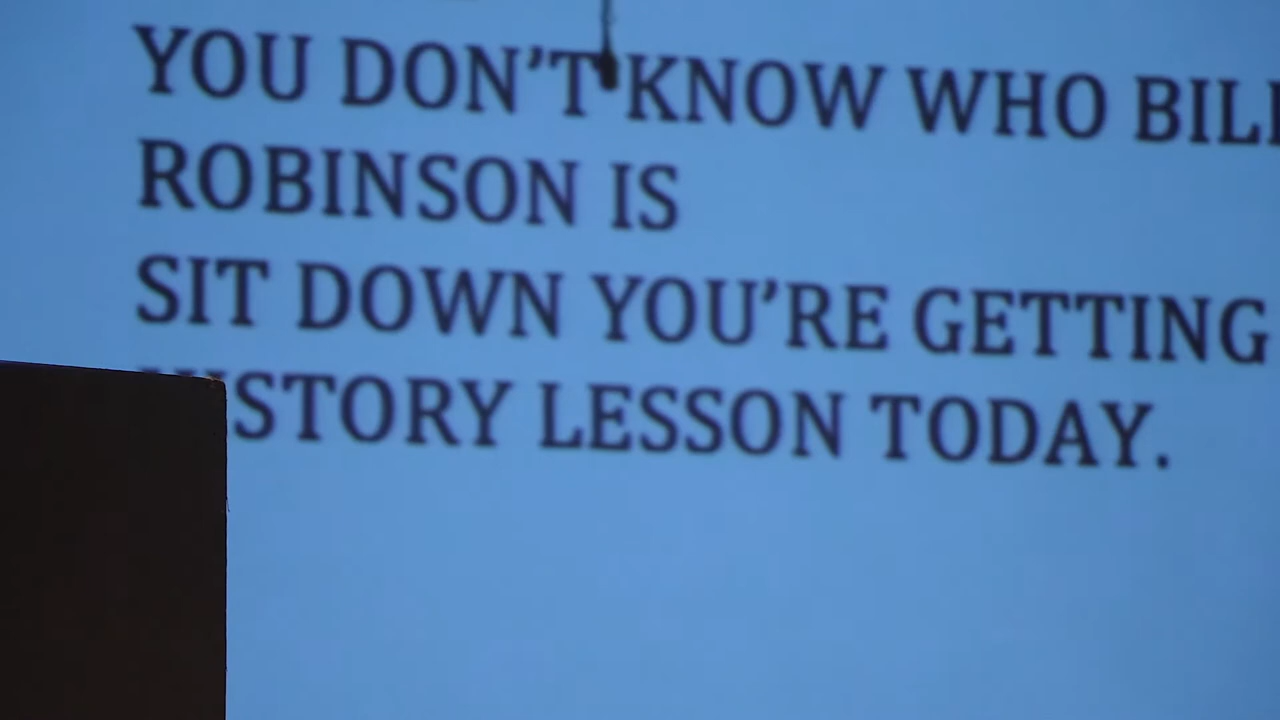 YOU DON'T KNOW WHO
ROBINSON IS
SIT DOWN YOU'RE GETTING
LESSON TODAY.